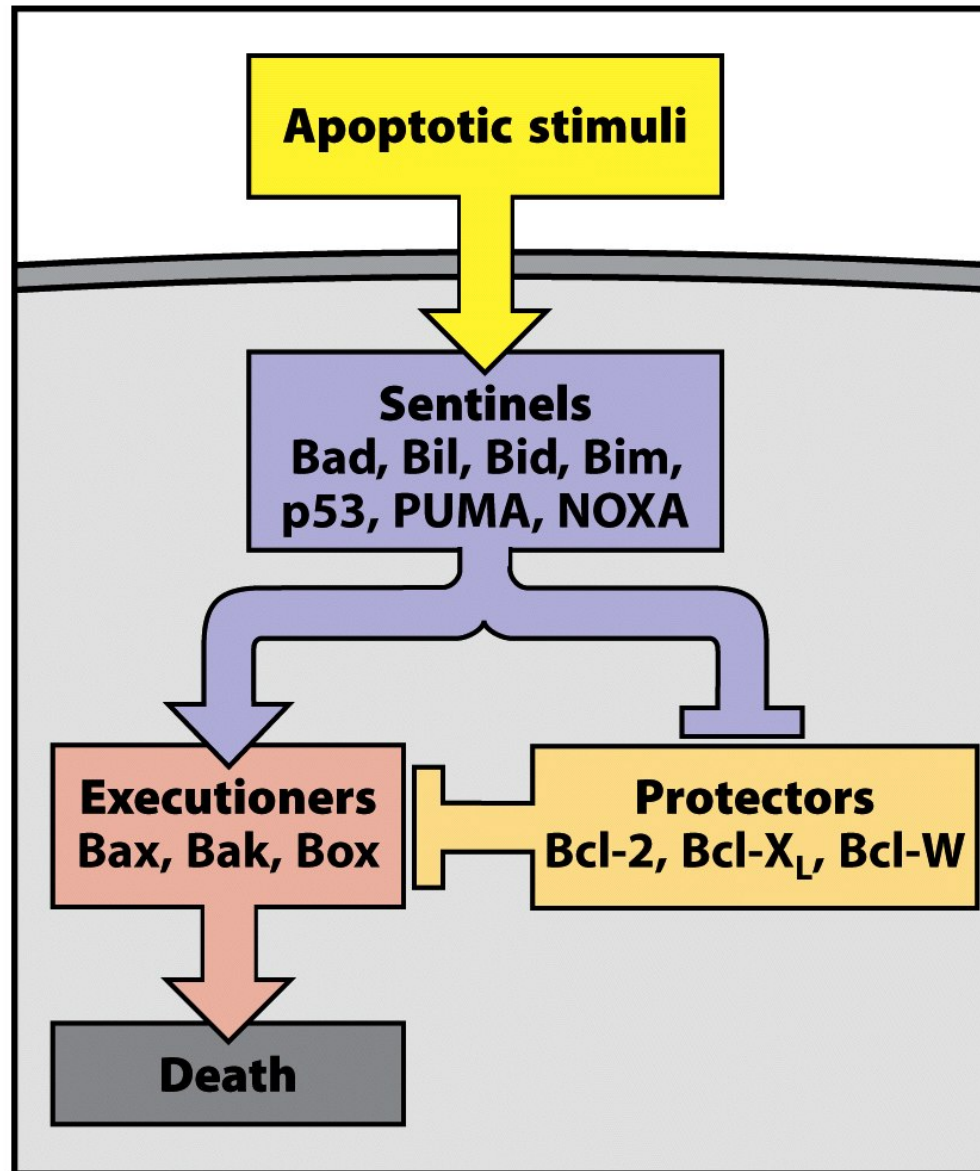 Apoptotic stimuli
Sentinels
Bad, Bil, Bid, Bim,
p53, PUMA, NOXA
Executioners
Bax, Bak, Box
Protectors
Bcl-2, Bcl-XL, Bcl-W
Death